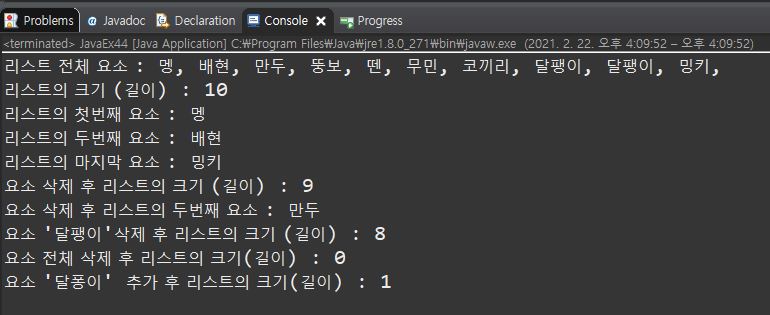 Problems @ Javadoc Declaration Console Progress
<terminated> JavaEx44 [Java Application] C:₩Program Files₩Java₩jre1.8.0_271₩bin₩javaw.exe (2021. 2. 22. 오후 4:09:52 – 오후 4:09:52)
리스트 전체 요소 : 멩, 배현, 만두, 뚱보, 뗀, 무민, 코끼리, 달팽이, 달팽이, 밍키,
리스트의 크기 (길이) : 10
리스트의 첫번째 요소 : 멩
리스트의 두번째 요소 : 배현
리스트의 마지막 요소 : 밍키
요소 삭제 후 리스트의 크기 (길이) : 9
요소 삭제 후 리스트의 두번째 요소 : 만두
요소 '달팽이'삭제 후 리스트의 크기 (길이) : 8
요소 전체 삭제 후 리스트의 크기(길이) : 0
요소 '달퐁이' 추가 후 리스트의 크기(길이) : 1